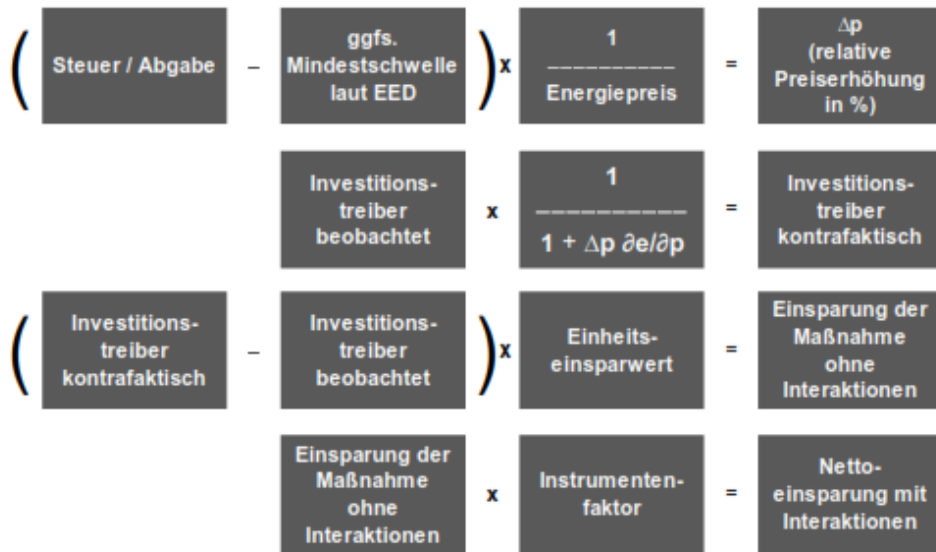 ( Steuer / Abgabe – ggfs. Mindestschwelle laut EED ) x 1 / Energiepreis = Δp (relative Preiserhöhung in %)
Investitions-treiber beobachtet x 1 / 1 + Δp ∂e/∂p = Investitions-treiber kontrafaktisch
( Investitions-treiber kontrafaktisch – Investitions-treiber beobachtet ) x Einheits-einsparwert = Einsparung der Maßnahme ohne Interaktionen
Einsparung der Maßnahme ohne Interaktionen x Instrumenten-faktor = Netto-einsparung mit Interaktionen